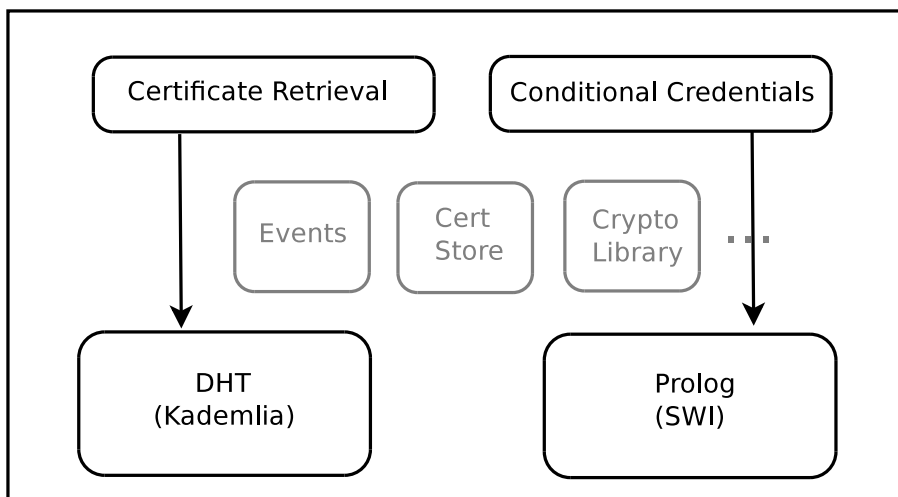 Certificate Retrieval
Conditional Credentials
Events
Cert
Store
Crypto
Library
...
DHT
(Kademlia)
Prolog
(SWI)